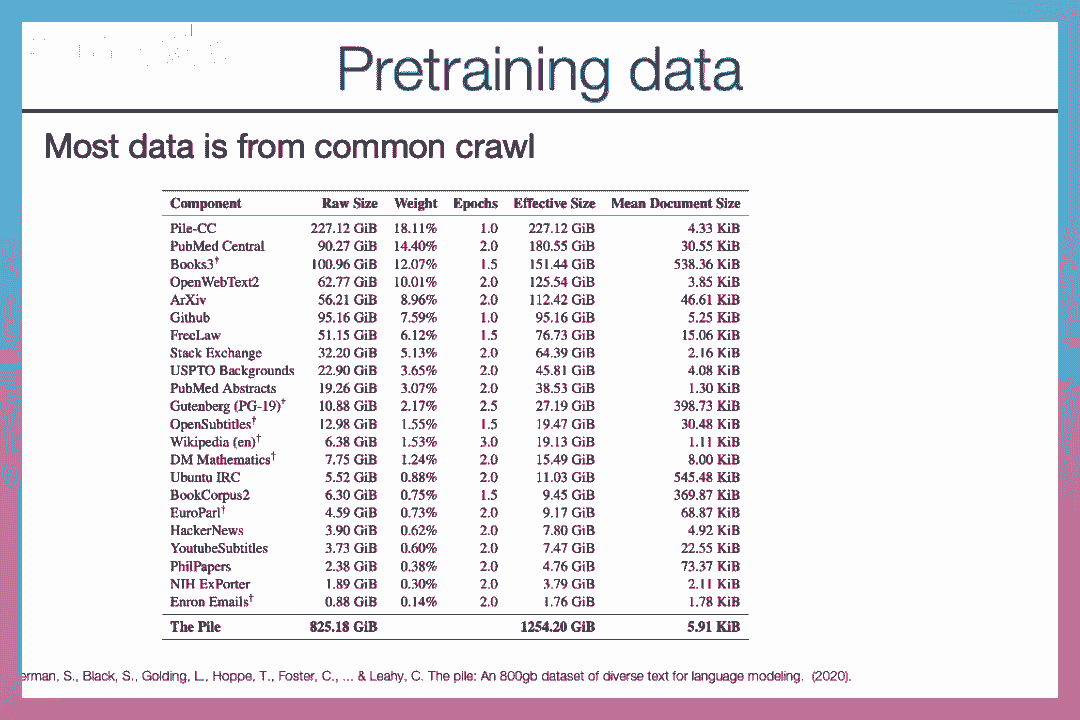 Pretraining data
Most data is from common crawl
Component Raw Size Weight Epochs Effective Size Mean Document Size
Pile-CC 227.12 GiB 18.11% 1.0 227.12 GiB 4.33 KiB
PubMed Central 90.27 GiB 14.40% 2.0 180.55 GiB 30.55 KiB
Books3† 100.96 GiB 12.07% 1.5 151.44 GiB 538.36 KiB
OpenWebText2 62.77 GiB 10.01% 2.0 125.54 GiB 3.85 KiB
ArXiv 56.21 GiB 8.96% 2.0 112.42 GiB 46.61 KiB
Github 95.16 GiB 7.59% 1.0 95.16 GiB 5.25 KiB
FreeLaw 51.15 GiB 6.12% 1.5 76.73 GiB 15.06 KiB
Stack Exchange 32.20 GiB 5.13% 2.0 64.39 GiB 2.16 KiB
USPTO Backgrounds 22.90 GiB 3.65% 2.0 45.81 GiB 4.08 KiB
PubMed Abstracts 19.26 GiB 3.07% 2.0 38.53 GiB 1.30 KiB
Gutenberg (PG-19)† 10.88 GiB 2.17% 2.5 27.19 GiB 398.73 KiB
OpenSubtitles† 12.98 GiB 1.55% 1.5 19.47 GiB 30.48 KiB
Wikipedia (en)† 6.38 GiB 1.53% 3.0 19.13 GiB 1.11 KiB
DM Mathematics† 7.75 GiB 1.24% 2.0 15.49 GiB 8.00 KiB
Ubuntu IRC 5.52 GiB 0.88% 2.0 11.03 GiB 545.48 KiB
BookCorpus2 6.30 GiB 0.75% 1.5 9.45 GiB 369.87 KiB
EuroParl† 4.59 GiB 0.73% 2.0 9.17 GiB 68.87 KiB
HackerNews 3.90 GiB 0.62% 2.0 7.80 GiB 4.92 KiB
YoutubeSubtitles 3.73 GiB 0.60% 2.0 7.47 GiB 22.55 KiB
PhilPapers 2.38 GiB 0.38% 2.0 4.76 GiB 73.37 KiB
NIH ExPorter 1.89 GiB 0.30% 2.0 3.79 GiB 2.11 KiB
Enron Emails† 0.88 GiB 0.14% 2.0 1.76 GiB 1.78 KiB
The Pile 825.18 GiB 1254.20 GiB 5.91 KiB
erman, S., Black, S., Golding, L., Hoppe, T., Foster, C., ... & Leahy, C. The pile: An 800gb dataset of diverse text for language modeling. (2020).